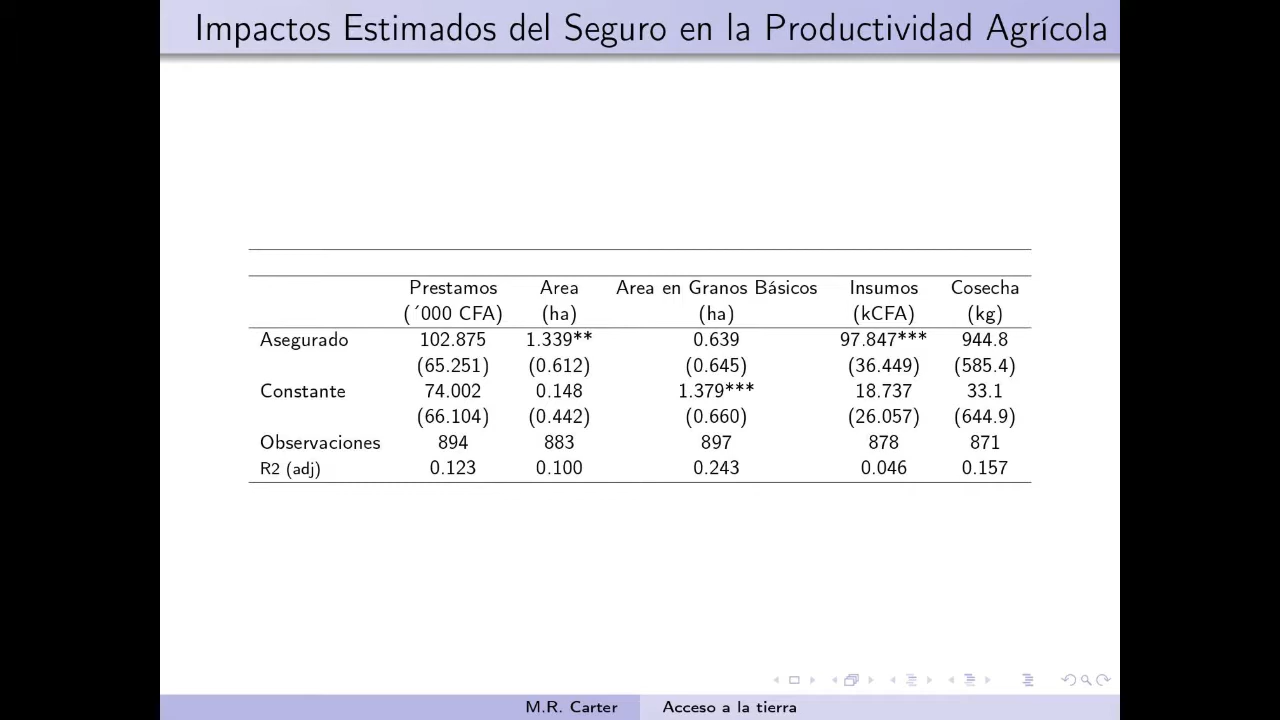 Impactos Estimados del Seguro en la Productividad Agrícola
Prestamos Area Area en Granos Básicos Insumos Cosecha
(´000 CFA) (ha) (ha) (kCFA) (kg)
Asegurado 102.875 1.339** 0.639 97.847*** 944.8
(65.251) (0.612) (0.645) (36.449) (585.4)
Constante 74.002 0.148 1.379*** 18.737 33.1
(66.104) (0.442) (0.660) (26.057) (644.9)
Observaciones 894 883 897 878 871
R2 (adj) 0.123 0.100 0.243 0.046 0.157
M.R. Carter Acceso a la tierra